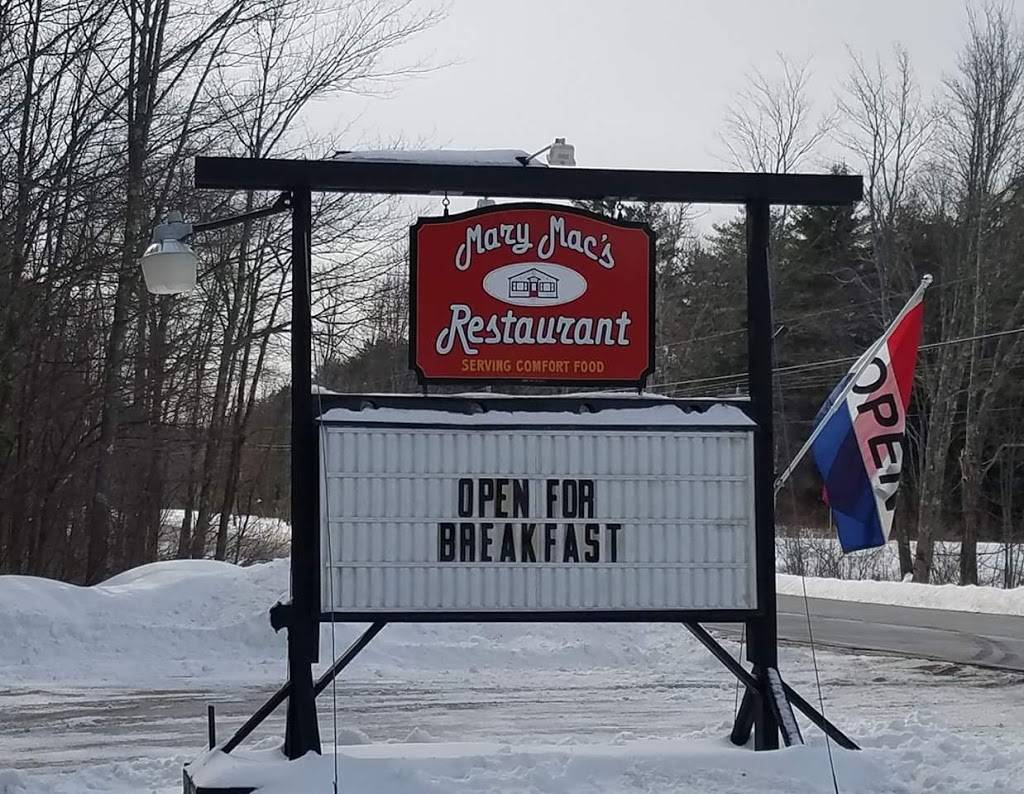 Mary Mac's
Restaurant
SERVING COMFORT FOOD
OPEN FOR
BREAKFAST
OPEN